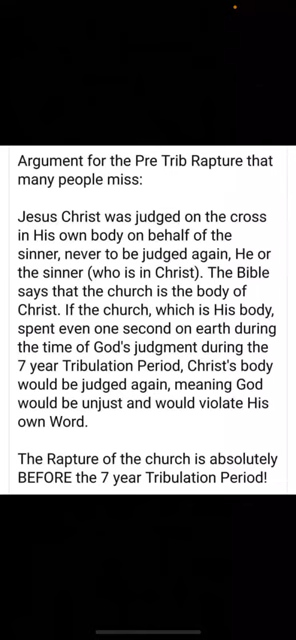 Argument for the Pre Trib Rapture that
many people miss:
Jesus Christ was judged on the cross
in His own body on behalf of the
sinner, never to be judged again, He or
the sinner (who is in Christ). The Bible
says that the church is the body of
Christ. If the church, which is His body,
spent even one second on earth during
the time of God's judgment during the
7 year Tribulation Period, Christ's body
would be judged again, meaning God
would be unjust and would violate His
own Word.
The Rapture of the church is absolutely
BEFORE the 7 year Tribulation Period!